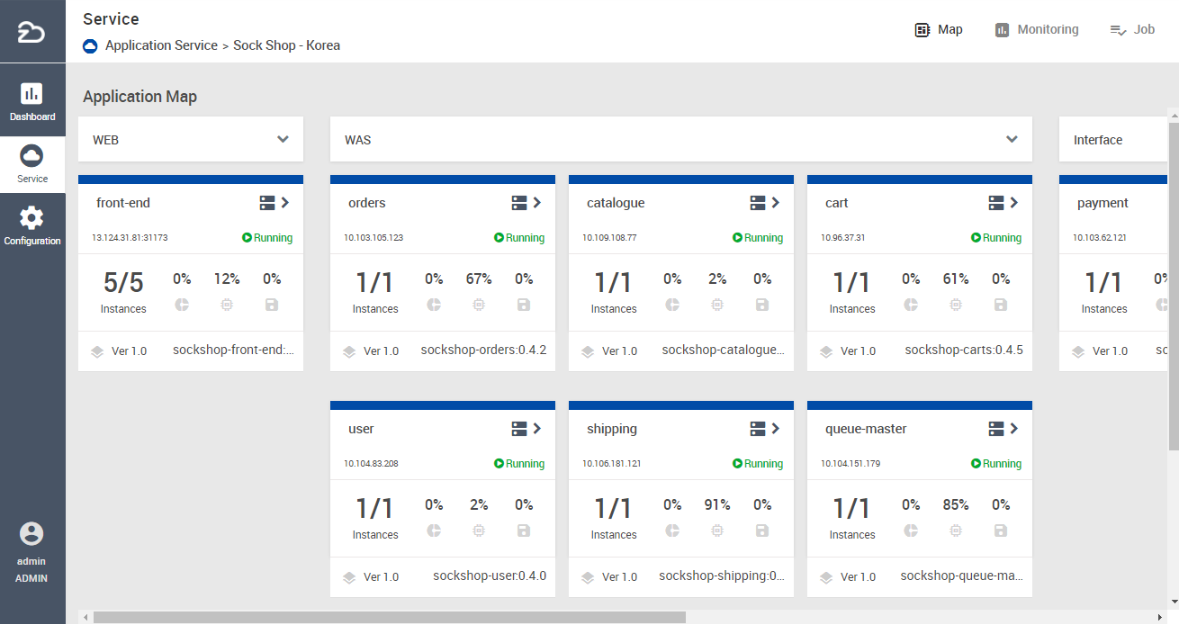 Service
Application Service > Sock Shop - Korea
Map
Monitoring
Job
Dashboard
Service
Configuration
admin
ADMIN
Application Map
WEB
WAS
Interface
front-end
13.124.31.81:31173
Running
5/5
Instances
0%
12%
0%
Ver 1.0
sockshop-front-end:...
orders
10.103.105.123
Running
1/1
Instances
0%
67%
0%
Ver 1.0
sockshop-orders:0.4.2
catalogue
10.109.108.77
Running
1/1
Instances
0%
2%
0%
Ver 1.0
sockshop-catalogue...
cart
10.96.37.31
Running
1/1
Instances
0%
61%
0%
Ver 1.0
sockshop-carts:0.4.5
payment
10.103.62.121
1/1
Instances
Ver 1.0
user
10.104.83.208
Running
1/1
Instances
0%
2%
0%
Ver 1.0
sockshop-user:0.4.0
shipping
10.106.181.121
Running
1/1
Instances
0%
91%
0%
Ver 1.0
sockshop-shipping:0...
queue-master
10.104.151.179
Running
1/1
Instances
0%
85%
0%
Ver 1.0
sockshop-queue-ma...